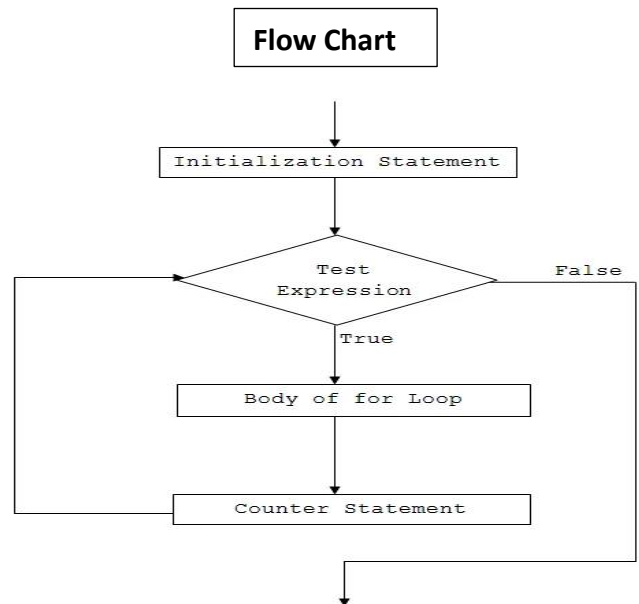 Flow Chart
Initialization Statement
Test
Expression
False
True
Body of for Loop
Counter Statement